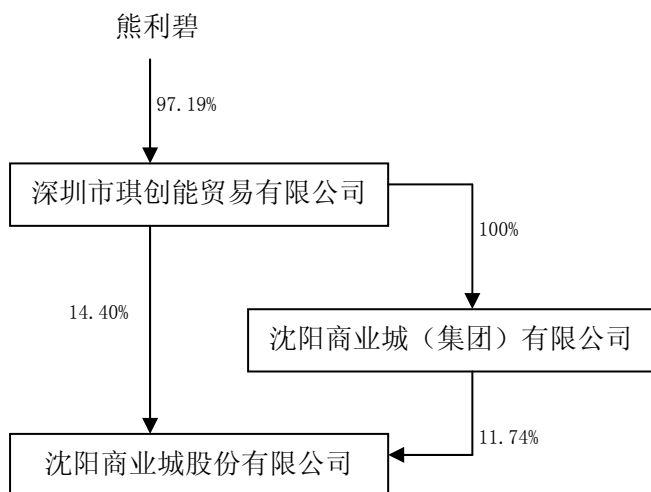 熊利碧
97.19%
深圳市琪创能贸易有限公司
100%
14.40%
沈阳商业城（集团）有限公司
11.74%
沈阳商业城股份有限公司